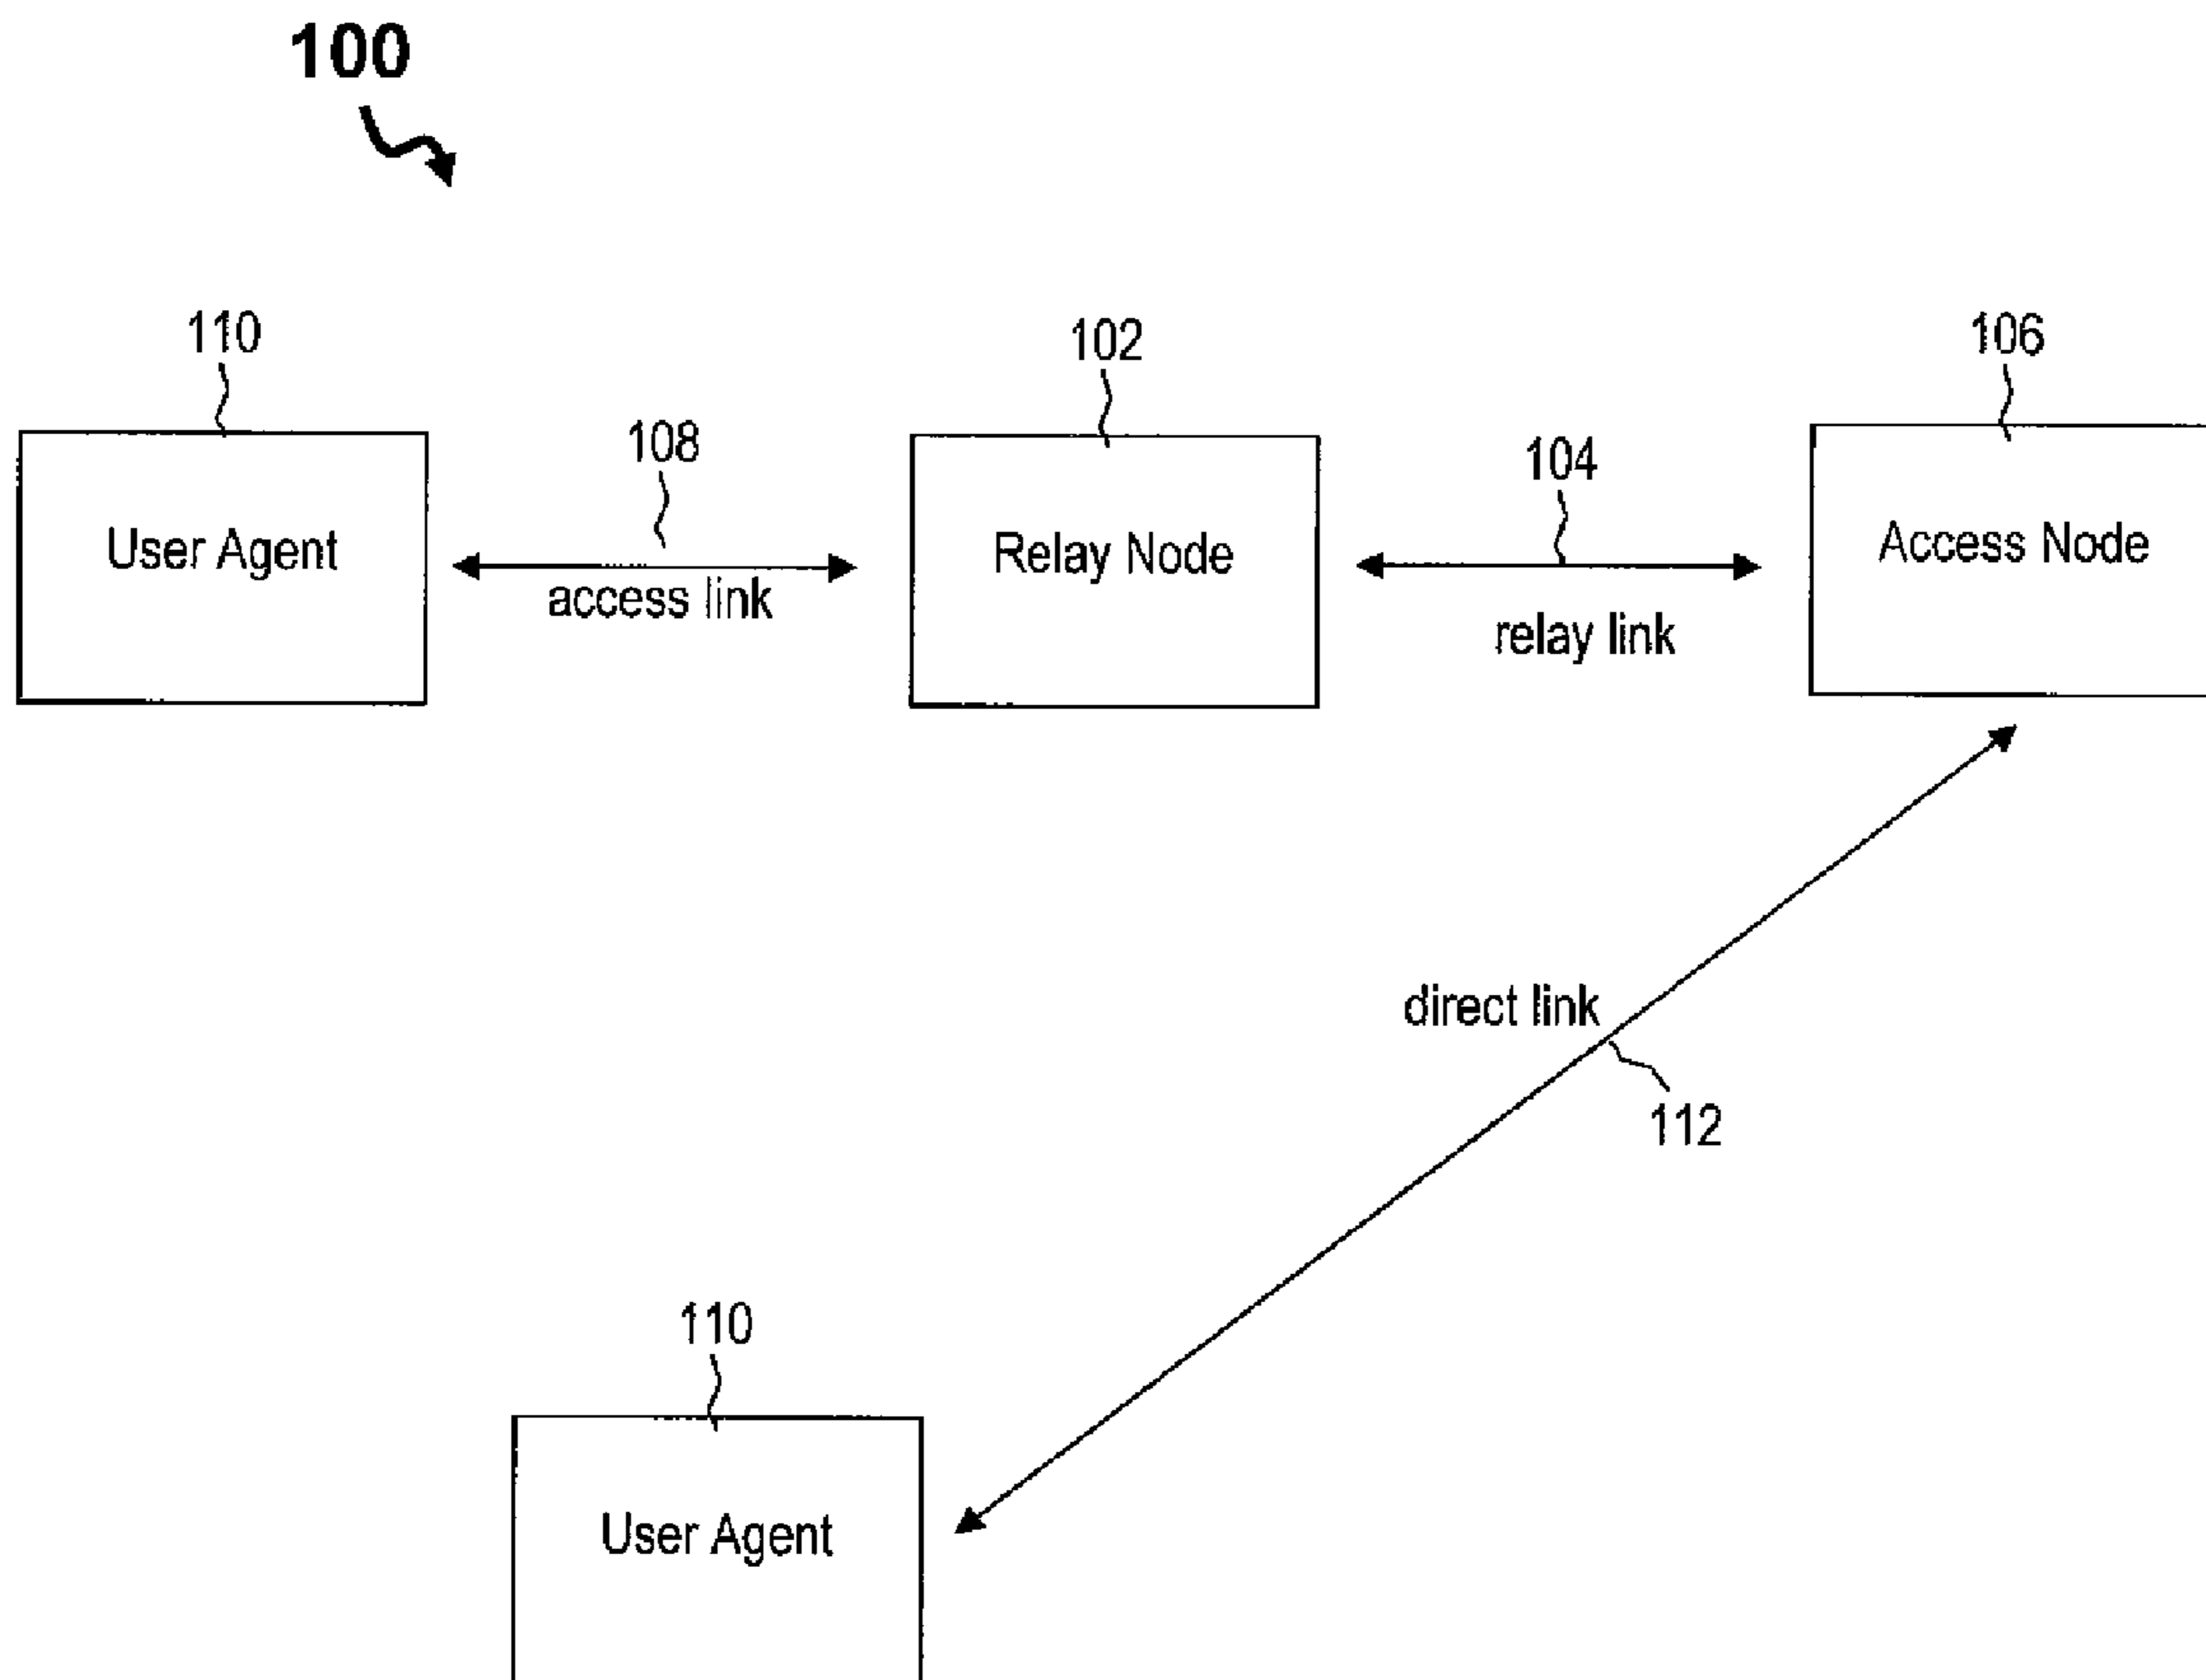 100
110
102
106
108
104
User Agent
access link
Relay Node
relay link
Access Node
direct link
112
110
User Agent